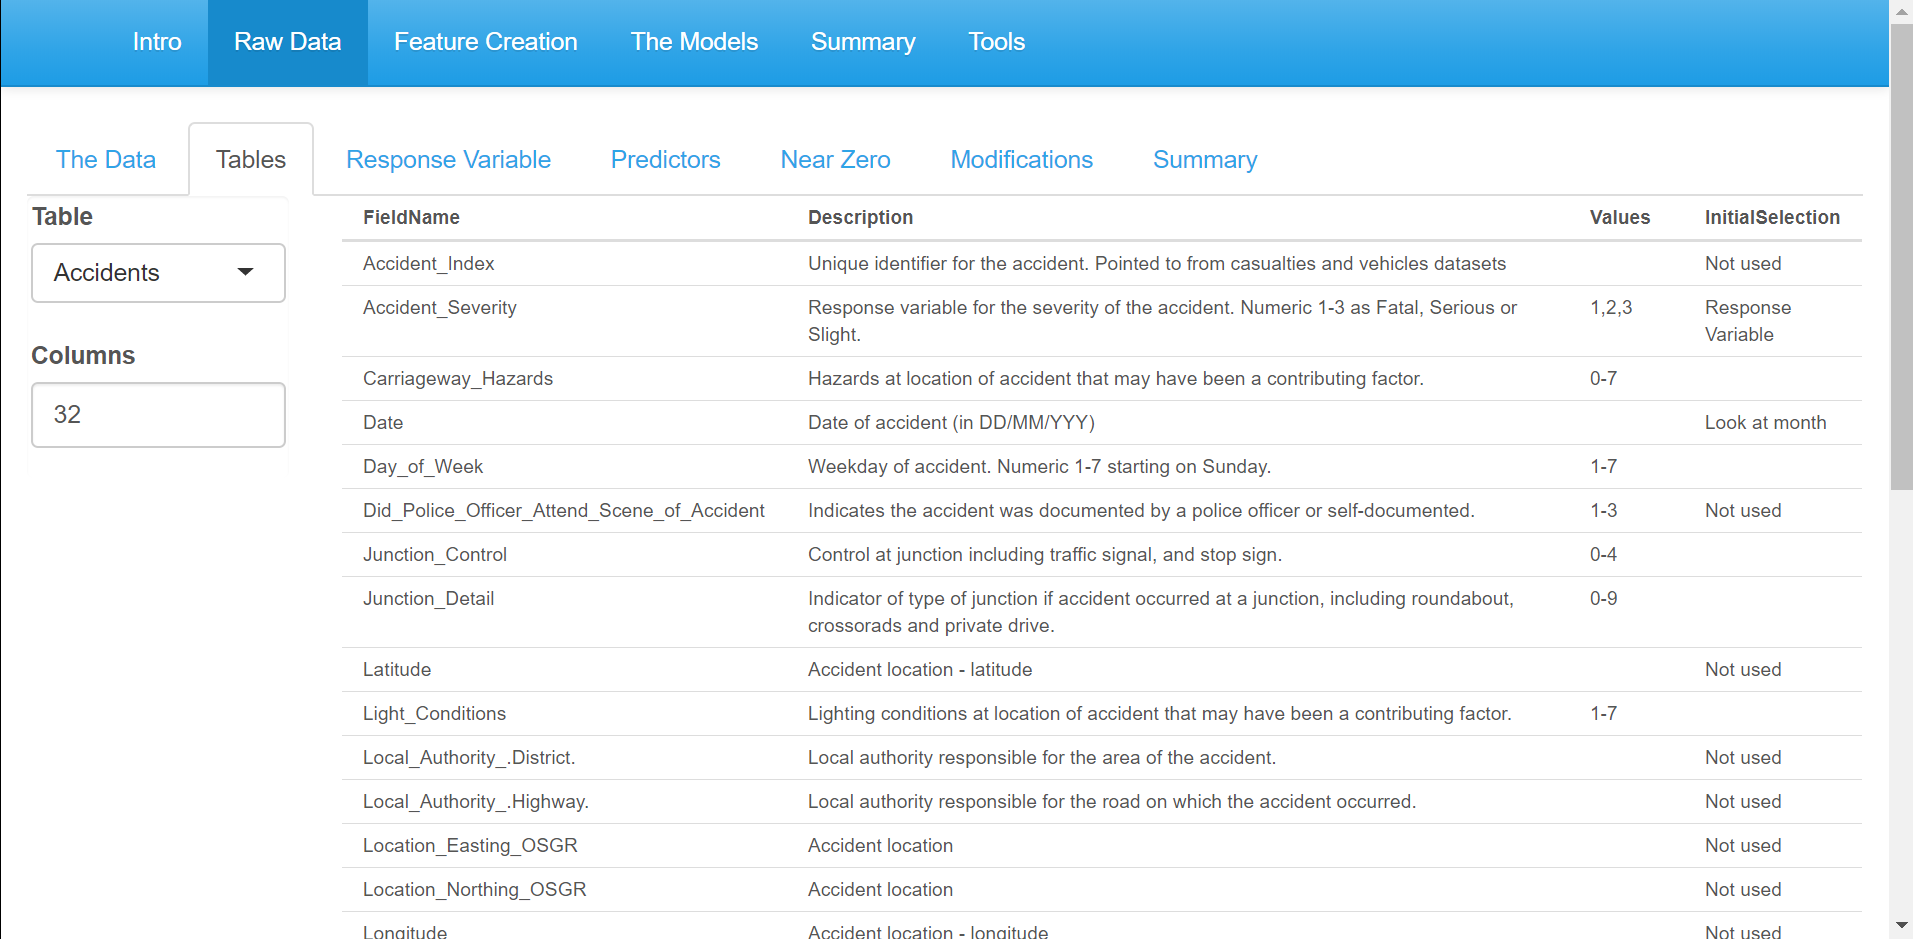 Intro Raw Data Feature Creation The Models Summary Tools
The Data Tables Response Variable Predictors Near Zero Modifications Summary
Table
Accidents
Columns
32
FieldName Description Values InitialSelection
Accident_Index Unique identifier for the accident. Pointed to from casualties and vehicles datasets Not used
Accident_Severity Response variable for the severity of the accident. Numeric 1-3 as Fatal, Serious or 1,2,3 Response
Slight. Variable
Carriageway_Hazards Hazards at location of accident that may have been a contributing factor. 0-7
Date Date of accident (in DD/MM/YYY) Look at month
Day_of_Week Weekday of accident. Numeric 1-7 starting on Sunday. 1-7
Did_Police_Officer_Attend_Scene_of_Accident Indicates the accident was documented by a police officer or self-documented. 1-3 Not used
Junction_Control Control at junction including traffic signal, and stop sign. 0-4
Junction_Detail Indicator of type of junction if accident occurred at a junction, including roundabout, 0-9
crossorads and private drive.
Latitude Accident location - latitude Not used
Light_Conditions Lighting conditions at location of accident that may have been a contributing factor. 1-7
Local_Authority_.District. Local authority responsible for the area of the accident. Not used
Local_Authority_.Highway. Local authority responsible for the road on which the accident occurred. Not used
Location_Easting_OSGR Accident location Not used
Location_Northing_OSGR Accident location Not used
Longitude Accident location - longitude Not used